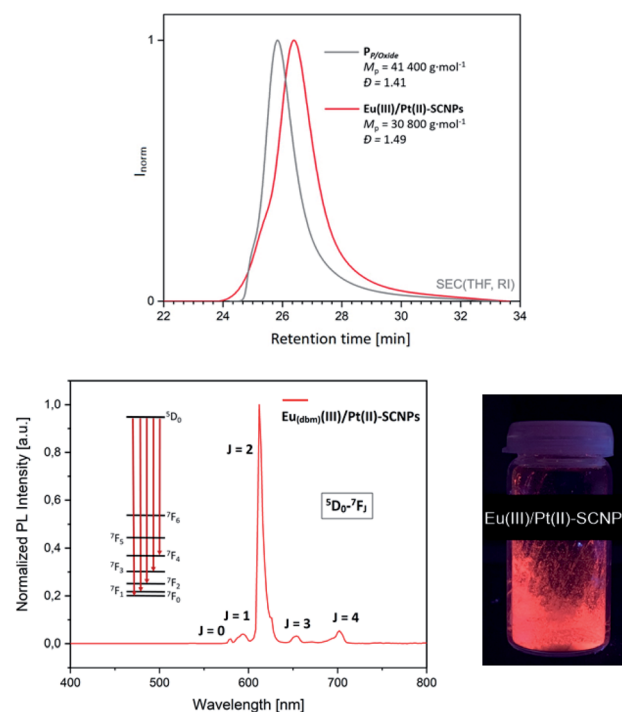 1
I_norm
0
P_P/Oxide
M_p = 41 400 g·mol⁻¹
Đ = 1.41
Eu(III)/Pt(II)-SCNPs
M_p = 30 800 g·mol⁻¹
Đ = 1.49
SEC(THF, RI)
22 24 26 28 30 32 34
Retention time [min]
Normalized PL Intensity [a.u.]
1,0
0,8
0,6
0,4
0,2
0,0
⁵D₀
⁷F₆
⁷F₅
⁷F₄
⁷F₃
⁷F₂
⁷F₁
⁷F₀
Eu_(dbm)(III)/Pt(II)-SCNPs
J = 2
⁵D₀-⁷F_J
J = 0
J = 1
J = 3
J = 4
400 500 600 700 800
Wavelength [nm]
Eu(III)/Pt(II)-SCNP